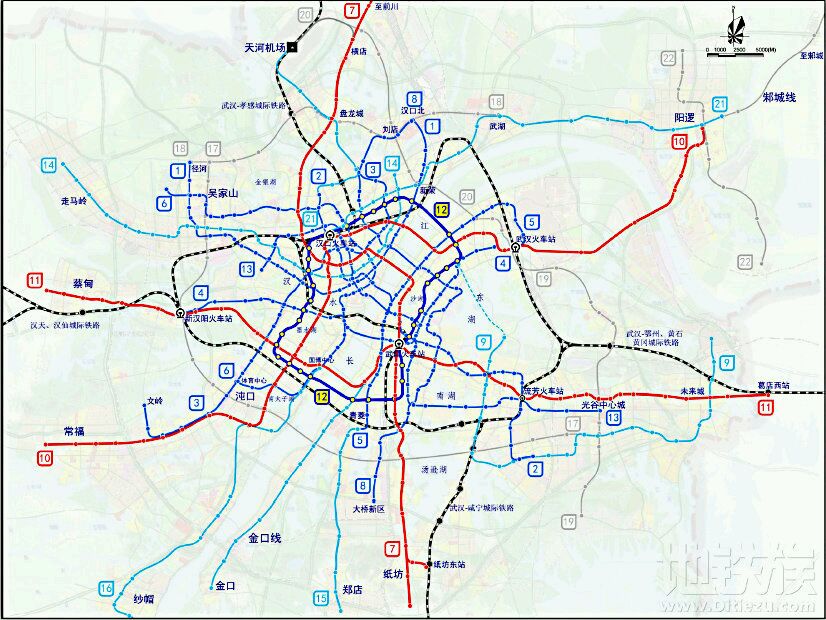 7
至前川
20
天河机场
横店
22
0 1000 2500 5000(M)
至邾城
8
汉口北
18
21
邾城线
武汉-孝感城际铁路
盘龙城
刘店
1
武湖
阳逻
10
18
17
14
1
径河
金银湖
2
3
14
新荣
走马岭
6
吴家山
12
20
21
江
5
汉口火车站
武汉火车站
13
4
19
22
11
蔡甸
汉
4
水
沙湖
东
湖
新汉阳火车站
汉天、汉仙城际铁路
墨水湖
9
武汉-鄂州、黄石
黄冈城际铁路
国博中心
长
武昌火车站
9
6
体育中心
3
沌口
文岭
12
南太子湖
南湖
流芳火车站
未来城
葛店西站
11
光谷中心城
13
青菱
常福
10
5
17
汤逊湖
2
8
大桥新区
武汉-咸宁城际铁路
19
金口线
7
纸坊
纸坊东站
16
纱帽
金口
15
郑店
地铁族
www.Ditiezu.com